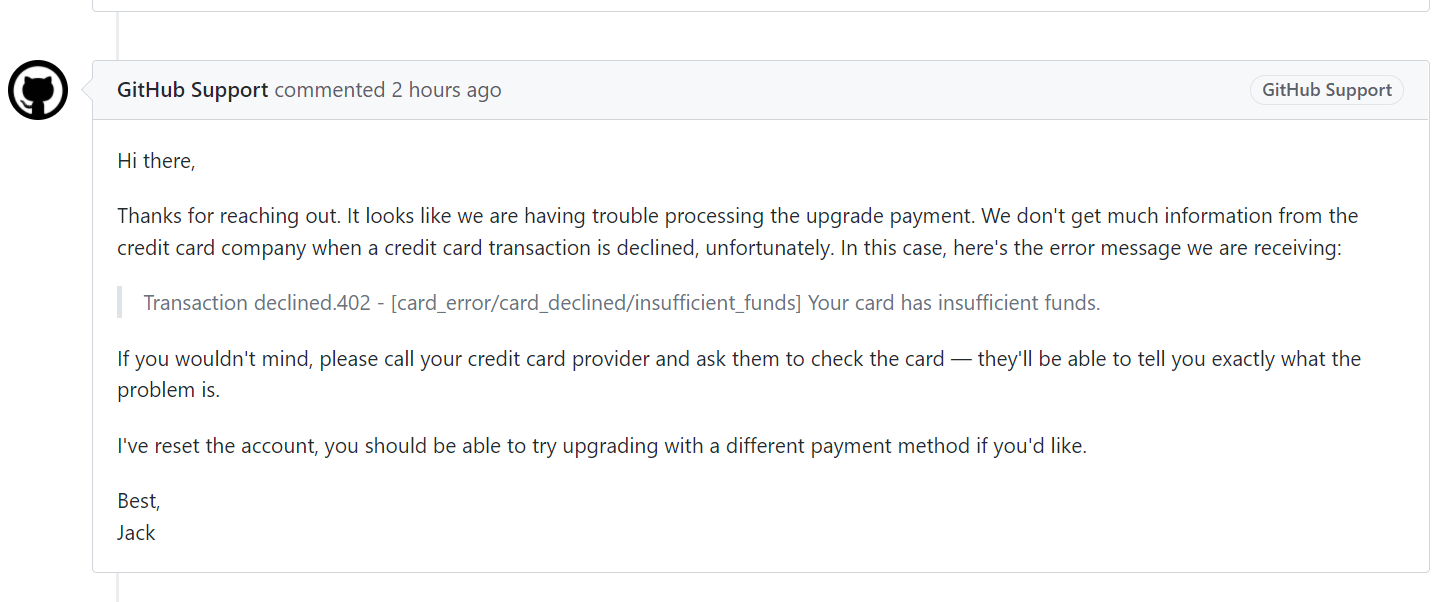 GitHub Support commented 2 hours ago
GitHub Support
Hi there,
Thanks for reaching out. It looks like we are having trouble processing the upgrade payment. We don't get much information from the
credit card company when a credit card transaction is declined, unfortunately. In this case, here's the error message we are receiving:
Transaction declined.402 - [card_error/card_declined/insufficient_funds] Your card has insufficient funds.
If you wouldn't mind, please call your credit card provider and ask them to check the card — they'll be able to tell you exactly what the
problem is.
I've reset the account, you should be able to try upgrading with a different payment method if you'd like.
Best,
Jack